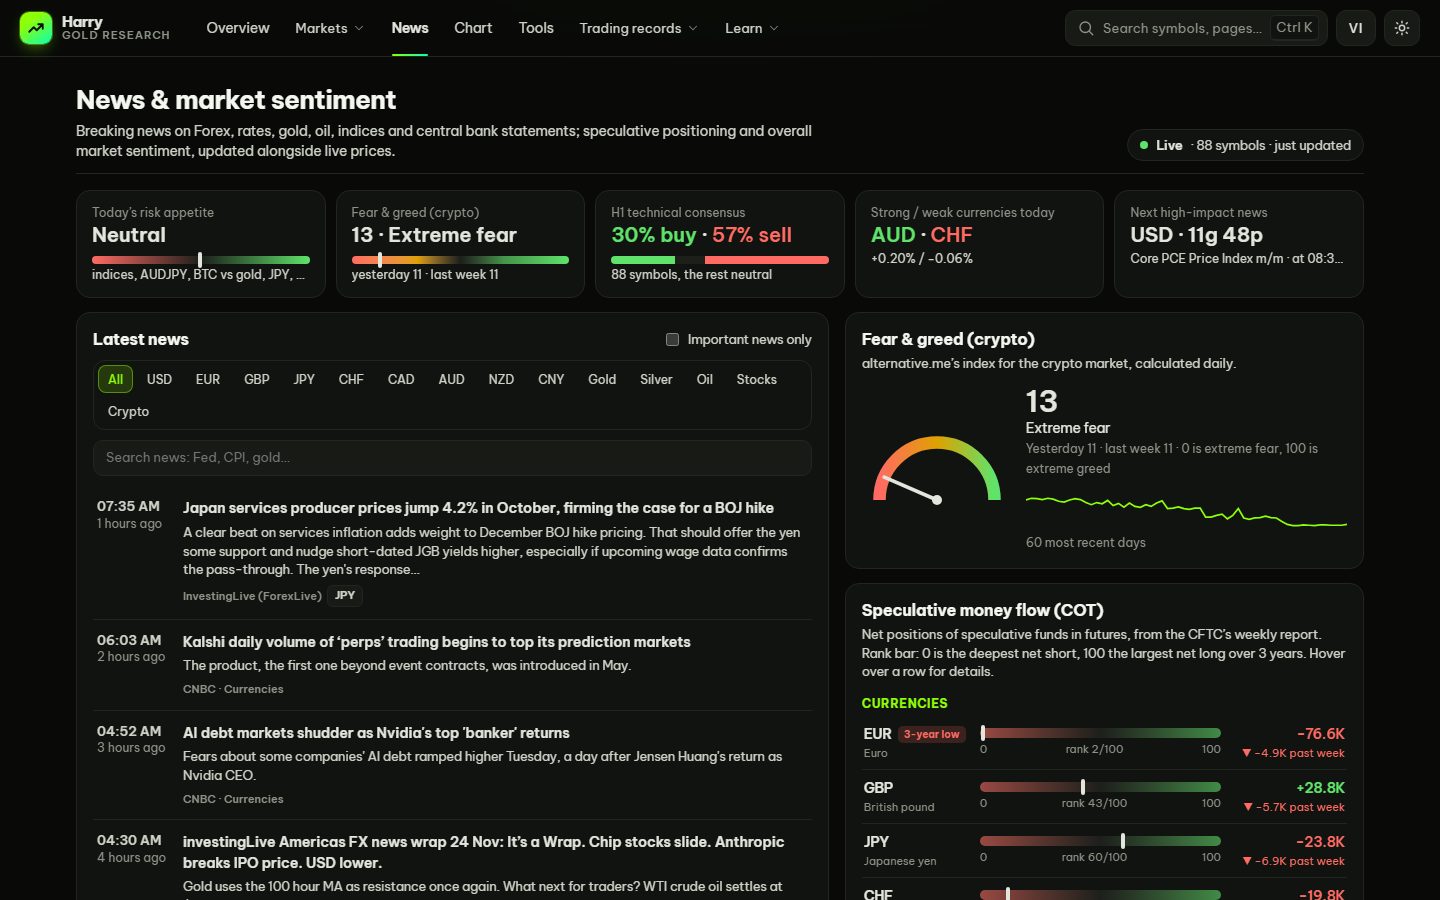 Harry
GOLD RESEARCH
Overview
Markets
News
Chart
Tools
Trading records
Learn
Search symbols, pages...
Ctrl K
VI
News & market sentiment
Breaking news on Forex, rates, gold, oil, indices and central bank statements; speculative positioning and overall
market sentiment, updated alongside live prices.
Live · 88 symbols · just updated
Today's risk appetite
Neutral
indices, AUDJPY, BTC vs gold, JPY, ...
Fear & greed (crypto)
13 · Extreme fear
yesterday 11 · last week 11
H1 technical consensus
30% buy · 57% sell
88 symbols, the rest neutral
Strong / weak currencies today
AUD · CHF
+0.20% / -0.06%
Next high-impact news
USD · 11g 48p
Core PCE Price Index m/m · at 08:3...
Latest news
Important news only
All USD EUR GBP JPY CHF CAD AUD NZD CNY Gold Silver Oil Stocks
Crypto
Search news: Fed, CPI, gold...
07:35 AM
1 hours ago
Japan services producer prices jump 4.2% in October, firming the case for a BOJ hike
A clear beat on services inflation adds weight to December BOJ hike pricing. That should offer the yen
some support and nudge short-dated JGB yields higher, especially if upcoming wage data confirms
the pass-through. The yen's response...
InvestingLive (ForexLive) JPY
06:03 AM
2 hours ago
Kalshi daily volume of ‘perps’ trading begins to top its prediction markets
The product, the first one beyond event contracts, was introduced in May.
CNBC · Currencies
04:52 AM
3 hours ago
AI debt markets shudder as Nvidia's top 'banker' returns
Fears about some companies' AI debt ramped higher Tuesday, a day after Jensen Huang's return as
Nvidia CEO.
CNBC · Currencies
04:30 AM
4 hours ago
investingLive Americas FX news wrap 24 Nov: It's a Wrap. Chip stocks slide. Anthropic
breaks IPO price. USD lower.
Gold uses the 100 hour MA as resistance once again. What next for traders? WTI crude oil settles at
Fear & greed (crypto)
alternative.me's index for the crypto market, calculated daily.
13
Extreme fear
Yesterday 11 · last week 11 · 0 is extreme fear, 100 is
extreme greed
60 most recent days
Speculative money flow (COT)
Net positions of speculative funds in futures, from the CFTC's weekly report.
Rank bar: 0 is the deepest net short, 100 the largest net long over 3 years. Hover
over a row for details.
CURRENCIES
EUR 3-year low
Euro
0 rank 2/100 100
-76.6K
▼ -4.9K past week
GBP
British pound
0 rank 43/100 100
+28.8K
▼ -5.7K past week
JPY
Japanese yen
0 rank 60/100 100
-23.8K
▼ -6.9K past week
CHF
-19.8K